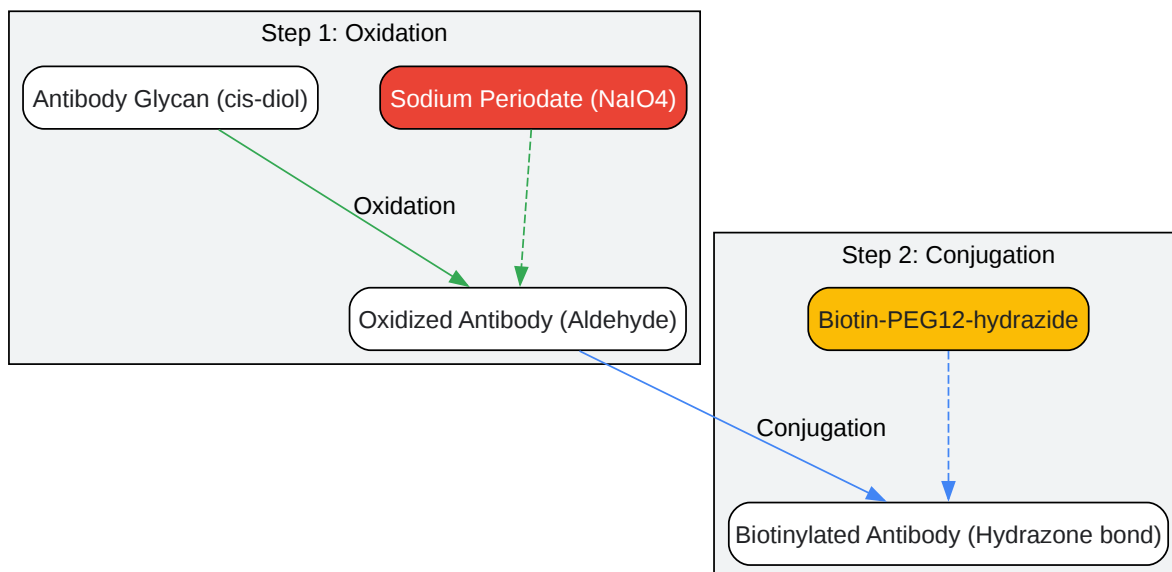 Step 1: Oxidation
Antibody Glycan (cis-diol)
Sodium Periodate (NaIO4)
Oxidation
Oxidized Antibody (Aldehyde)
Step 2: Conjugation
Biotin-PEG12-hydrazide
Conjugation
Biotinylated Antibody (Hydrazone bond)